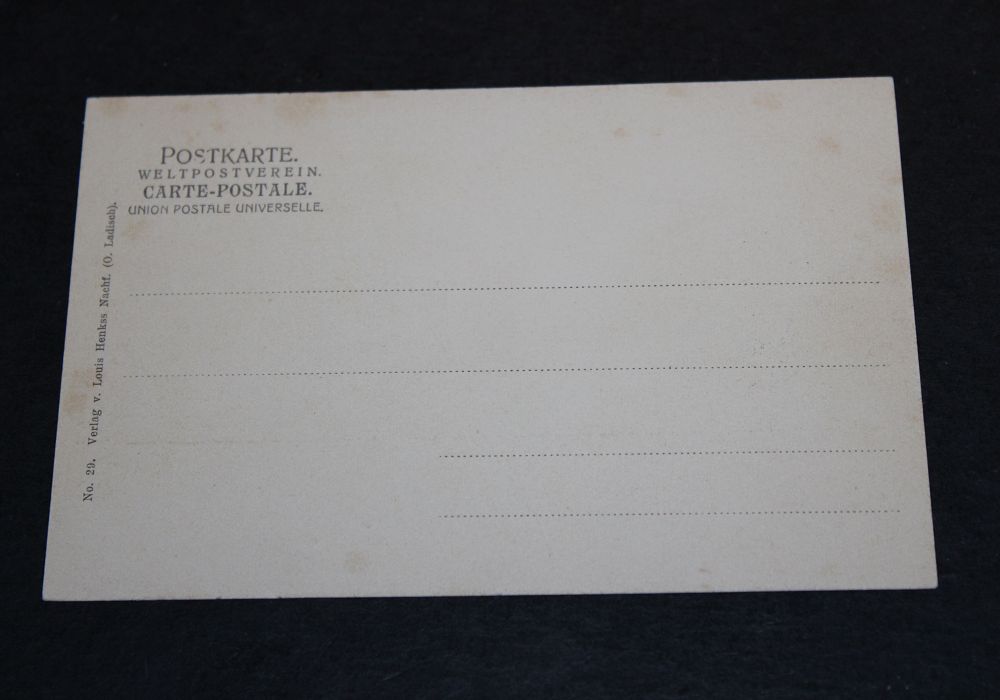 POSTKARTE.
WELTPOSTVEREIN.
CARTE-POSTALE.
UNION POSTALE UNIVERSELLE.
No. 29. Verlag v. Louis Henkss Nachf. (O. Ladisch).